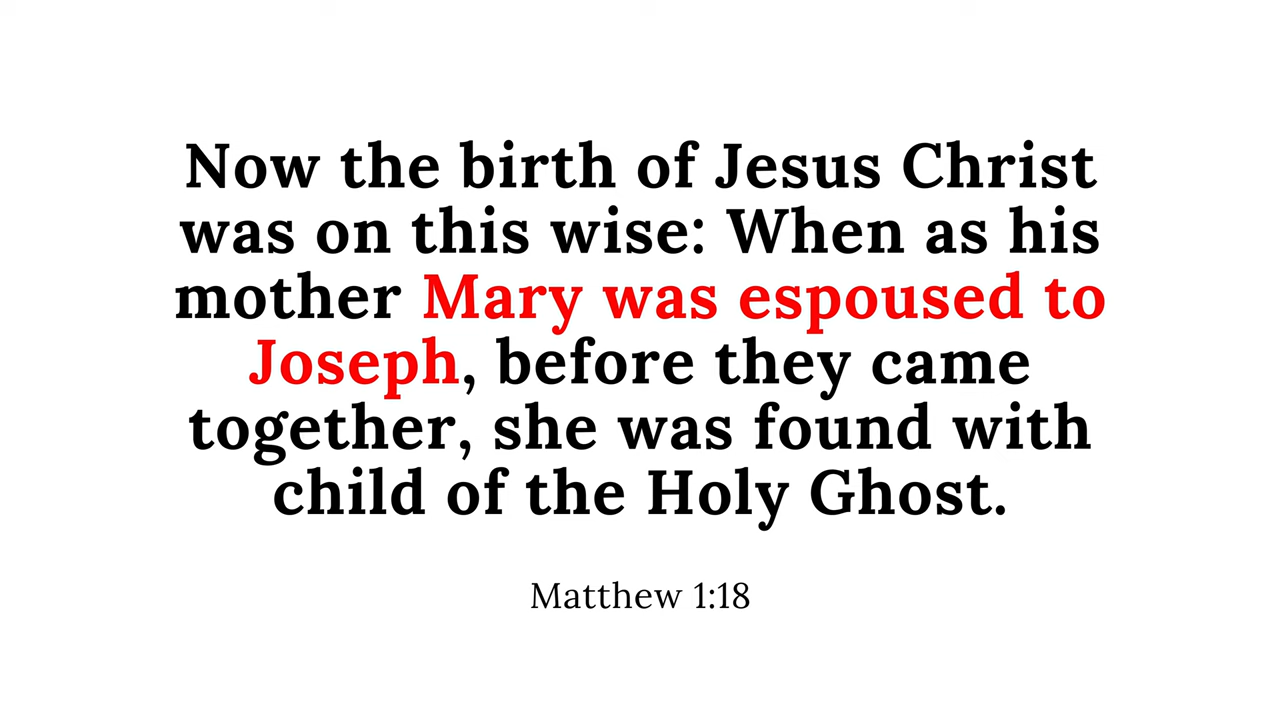 Now the birth of Jesus Christ
was on this wise: When as his
mother Mary was espoused to
Joseph, before they came
together, she was found with
child of the Holy Ghost.
Matthew 1:18